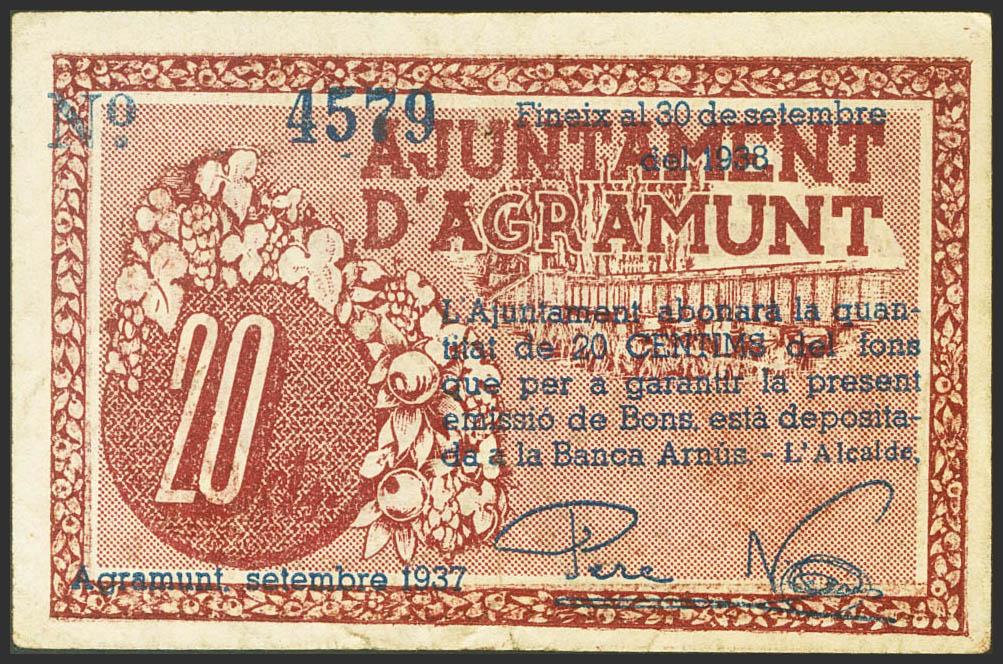 Nº 4579
Fineix al 30 de setembre
del 1938
AJUNTAMENT
D'AGRAMUNT
L'Ajuntament abonarà la quan-
titat de 20 CENTIMS del fons
que per a garantir la present
emissió de Bons, està deposita-
da a la Banca Arnús - L'Alcalde,
20
Pere
Agramunt, setembre 1937